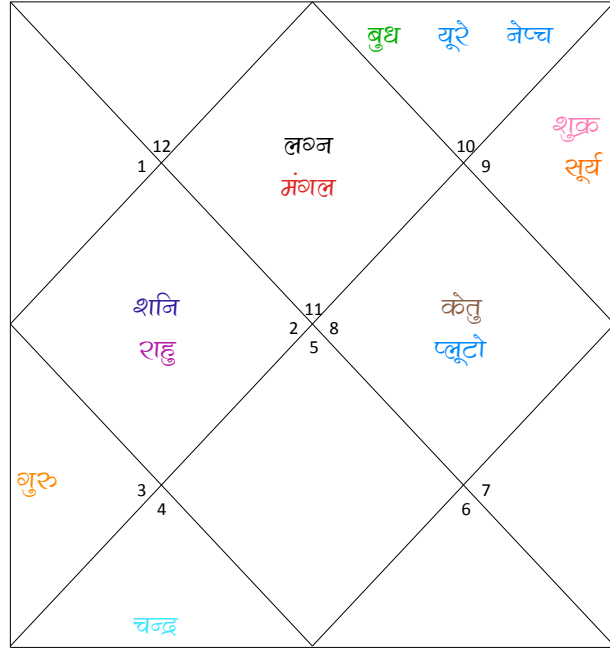 बुध यूरे नेप्च
शुक्र
सूर्य
12 10
1 9
लग्न
मंगल
शनि
राहु
11
2 8
5
केतु
प्लूटो
गुरु
3 7
4 6
चन्द्र